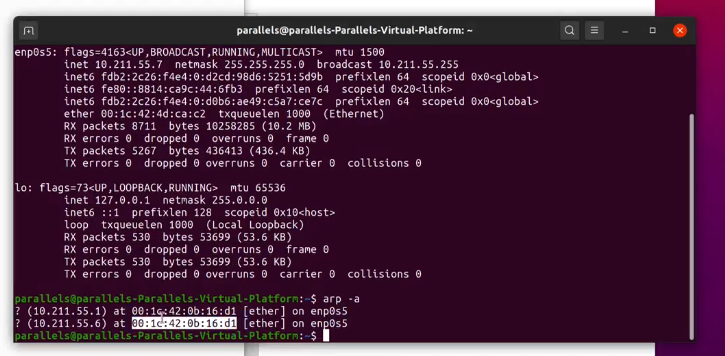 parallels@parallels-Parallels-Virtual-Platform: ~
enp0s5: flags=4163<UP,BROADCAST,RUNNING,MULTICAST>  mtu 1500
        inet 10.211.55.7  netmask 255.255.255.0  broadcast 10.211.55.255
        inet6 fdb2:2c26:f4e4:0:d2cd:98d6:5251:5d9b  prefixlen 64  scopeid 0x0<global>
        inet6 fe80::8814:ca9c:44:6fb3  prefixlen 64  scopeid 0x20<link>
        inet6 fdb2:2c26:f4e4:0:d0b6:ae49:c5a7:ce7c  prefixlen 64  scopeid 0x0<global>
        ether 00:1c:42:4d:ca:c2  txqueuelen 1000  (Ethernet)
        RX packets 8711  bytes 10258285 (10.2 MB)
        RX errors 0  dropped 0  overruns 0  frame 0
        TX packets 5267  bytes 436413 (436.4 KB)
        TX errors 0  dropped 0 overruns 0  carrier 0  collisions 0

lo: flags=73<UP,LOOPBACK,RUNNING>  mtu 65536
        inet 127.0.0.1  netmask 255.0.0.0
        inet6 ::1  prefixlen 128  scopeid 0x10<host>
        loop  txqueuelen 1000  (Local Loopback)
        RX packets 530  bytes 53699 (53.6 KB)
        RX errors 0  dropped 0  overruns 0  frame 0
        TX packets 530  bytes 53699 (53.6 KB)
        TX errors 0  dropped 0 overruns 0  carrier 0  collisions 0

parallels@parallels-Parallels-Virtual-Platform:~$ arp -a
? (10.211.55.1) at 00:1c:42:0b:16:d1 [ether] on enp0s5
? (10.211.55.6) at 00:1c:42:0b:16:d1 [ether] on enp0s5
parallels@parallels-Parallels-Virtual-Platform:~$